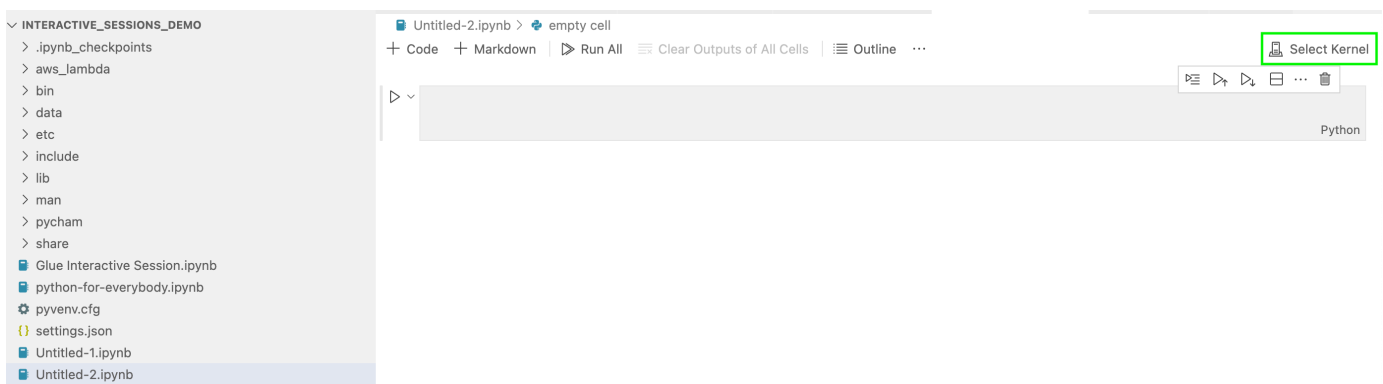 INTERACTIVE_SESSIONS_DEMO
.ipynb_checkpoints
aws_lambda
bin
data
etc
include
lib
man
pycham
share
Glue Interactive Session.ipynb
python-for-everybody.ipynb
pyvenv.cfg
{} settings.json
Untitled-1.ipynb
Untitled-2.ipynb
Untitled-2.ipynb > empty cell
+ Code + Markdown Run All Clear Outputs of All Cells Outline ... Select Kernel
...
Python